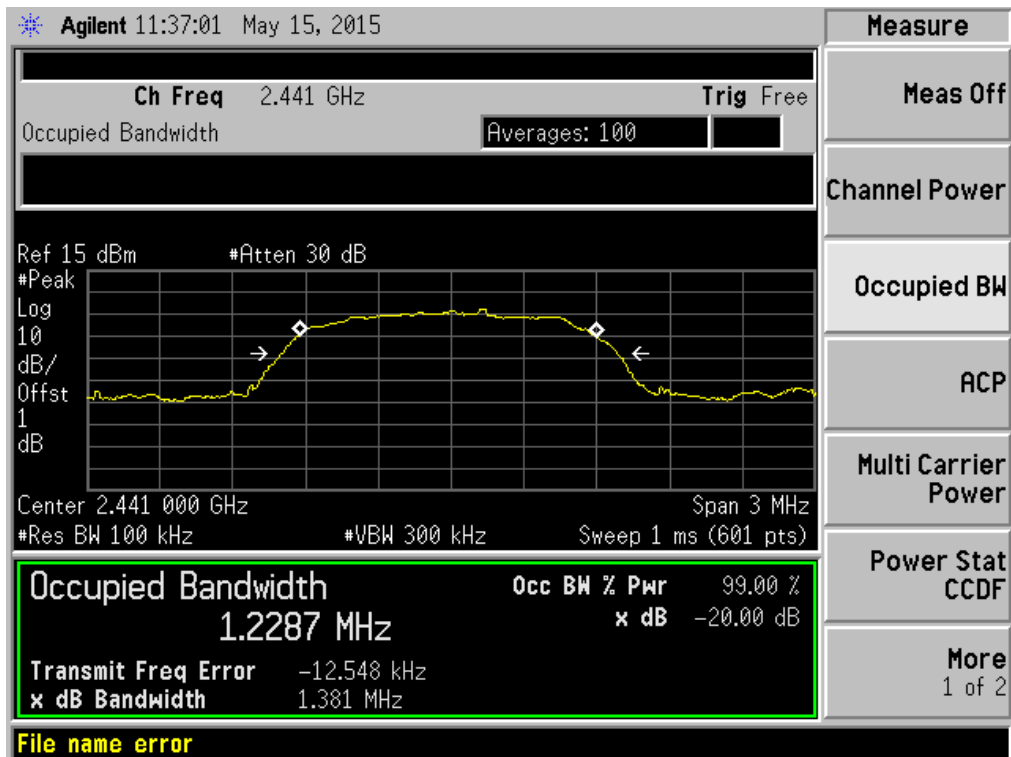 Agilent 11:37:01 May 15, 2015
Measure
Ch Freq 2.441 GHz Trig Free
Occupied Bandwidth Averages: 100
Ref 15 dBm #Atten 30 dB
#Peak
Log
10
dB/
Offst
1
dB
Center 2.441 000 GHz Span 3 MHz
#Res BW 100 kHz #VBW 300 kHz Sweep 1 ms (601 pts)
Occupied Bandwidth Occ BW % Pwr 99.00 %
1.2287 MHz x dB -20.00 dB
Transmit Freq Error -12.548 kHz
x dB Bandwidth 1.381 MHz
File name error
Meas Off
Channel Power
Occupied BW
ACP
Multi Carrier
Power
Power Stat
CCDF
More
1 of 2